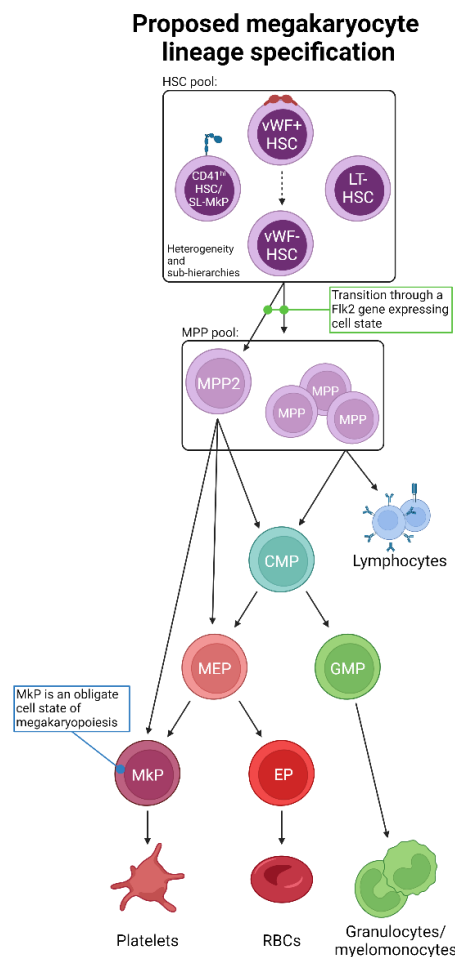 Proposed megakaryocyte
lineage specification
HSC pool:
vWF+
HSC
CD41hi
HSC/
SL-MkP
LT-
HSC
vWF-
HSC
Heterogeneity
and
sub-hierarchies
Transition through a
Flk2 gene expressing
cell state
MPP pool:
MPP2
MPP
MPP
MPP
Lymphocytes
CMP
MEP
GMP
MkP is an obligate
cell state of
megakaryopoiesis
MkP
EP
Platelets
RBCs
Granulocytes/
myelomonocytes